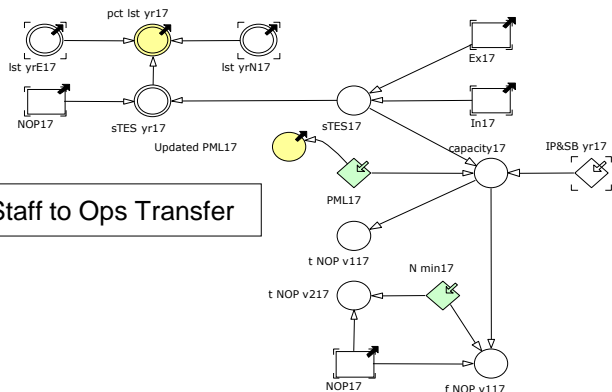 pct lst yr17
lst yrE17
lst yrN17
Ex17
NOP17
sTES yr17
sTES17
In17
Updated PML17
capacity17
IP&SB yr17
PML17
Staff to Ops Transfer
t NOP v117
N min17
t NOP v217
NOP17
f NOP v117